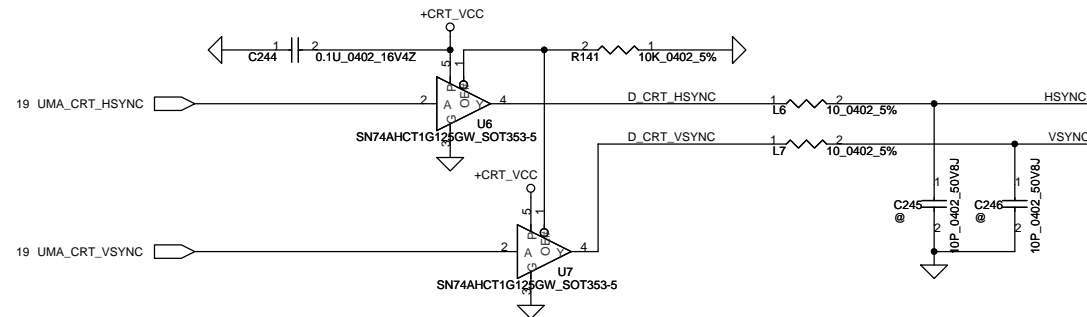 +CRT_VCC
1
2
C244
0.1U_0402_16V4Z
5
1
2
1
R141
10K_0402_5%
P
OE#
19 UMA_CRT_HSYNC
2
A
Y
4
G
3
U6
SN74AHCT1G125GW_SOT353-5
D_CRT_HSYNC
1
2
L6
10_0402_5%
HSYNC
D_CRT_VSYNC
1
2
L7
10_0402_5%
VSYNC
+CRT_VCC
5
1
P
OE#
19 UMA_CRT_VSYNC
2
A
Y
4
G
3
U7
SN74AHCT1G125GW_SOT353-5
1
2
C245
@
10P_0402_50V8J
1
2
C246
@
10P_0402_50V8J